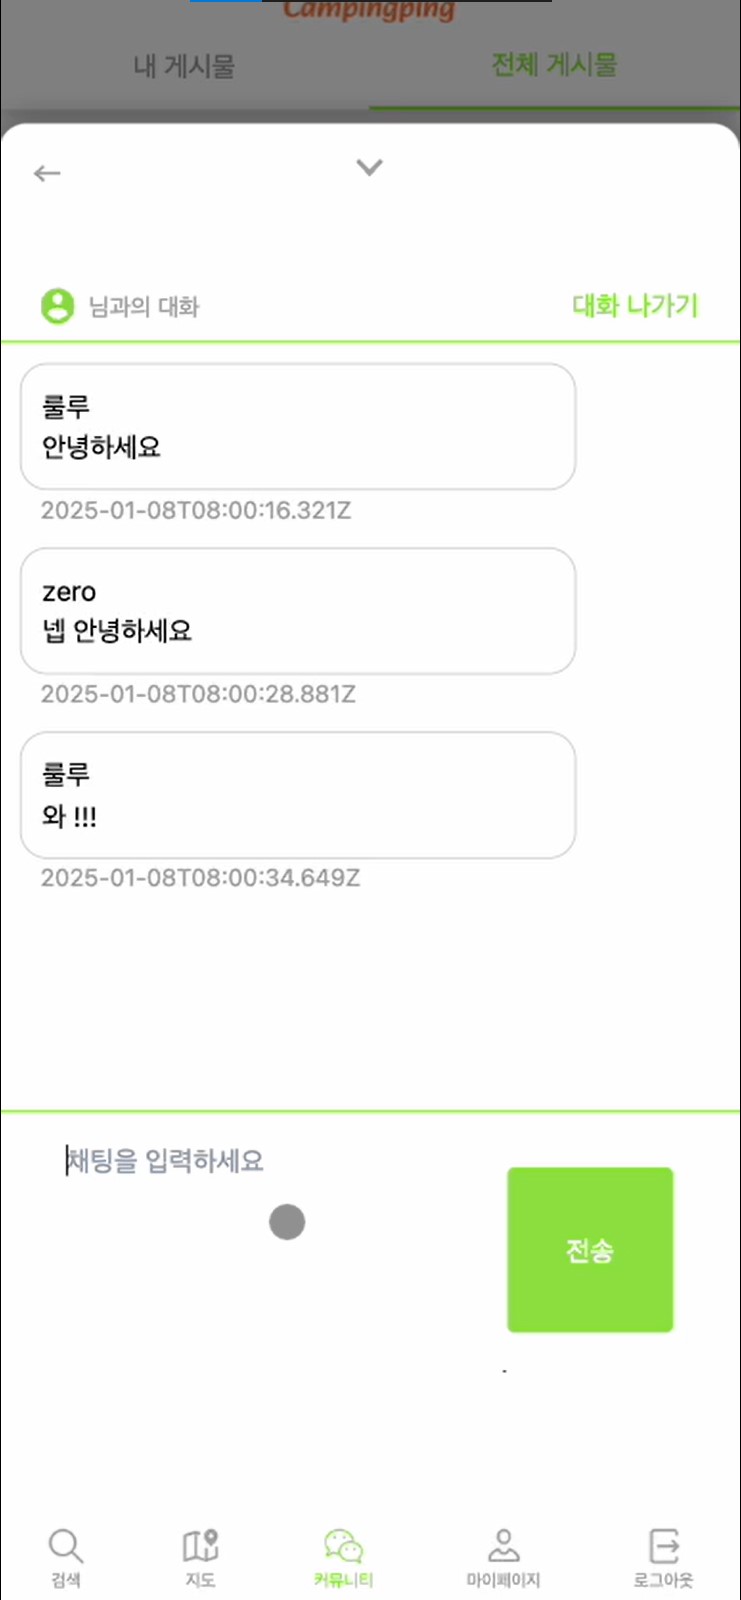 Campingping
내 게시물
전체 게시물
님과의 대화
대화 나가기
룰루
안녕하세요
2025-01-08T08:00:16.321Z
zero
넵 안녕하세요
2025-01-08T08:00:28.881Z
룰루
와 !!!
2025-01-08T08:00:34.649Z
채팅을 입력하세요
전송
검색
지도
커뮤니티
마이페이지
로그아웃